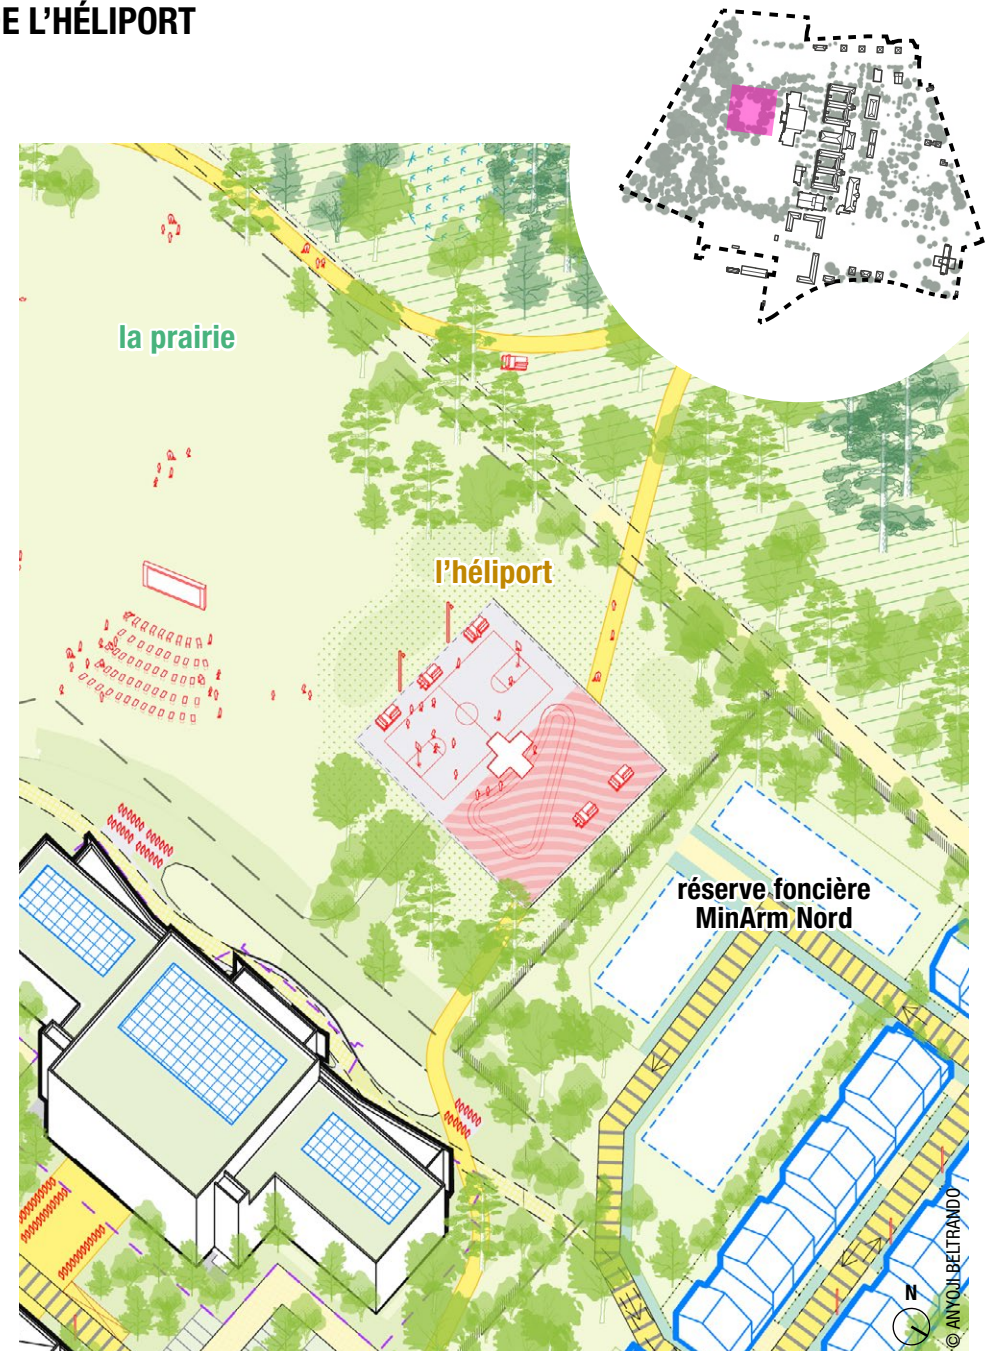 E L'HÉLIPORT
la prairie
l'héliport
réserve foncière
MinArm Nord
N
© ANYOJI BELTRANDO